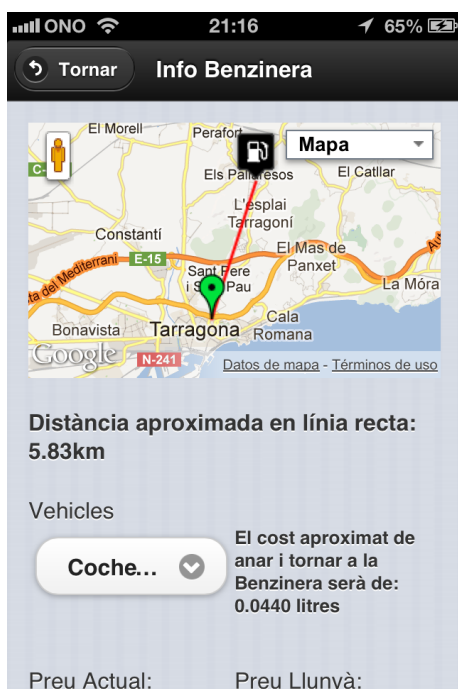 ONO 21:16 65%
Tornar Info Benzinera
El Morell Perafort Mapa
C-
Els Pallaresos El Catllar
L'esplai
Tarragoní
Constantí
El Mas de
Panxet
ta del Mediterrani E-15
Aut
Sant Pere
i S Pau
La Móra
Cala
Romana
Bonavista Tarragona
Google N-241 Datos de mapa - Términos de uso
Distància aproximada en línia recta:
5.83km
Vehicles
Coche...
El cost aproximat de
anar i tornar a la
Benzinera serà de:
0.0440 litres
Preu Actual: Preu Llunyà: